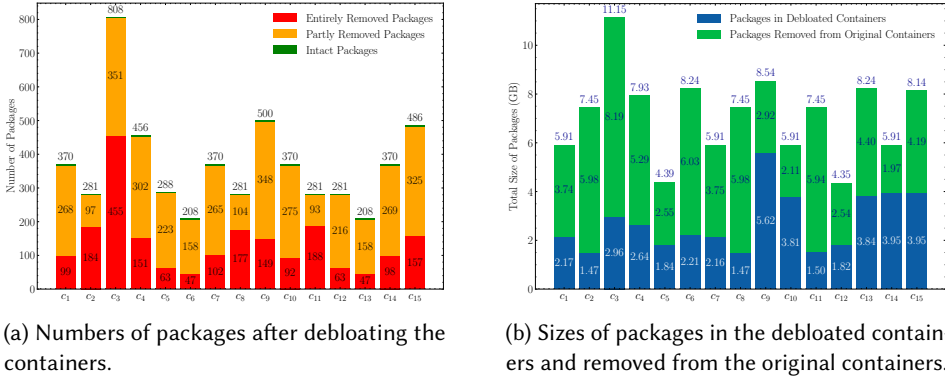 Entirely Removed Packages
Partly Removed Packages
Intact Packages
Number of Packages
800
700
600
500
400
300
200
100
0
370 281 808 456 288 208 370 281 500 370 281 281 208 370 486
268 97 351 302 223 158 265 104 348 275 93 216 158 269 325
99 184 455 151 63 47 102 177 149 92 188 63 47 98 157
c1 c2 c3 c4 c5 c6 c7 c8 c9 c10 c11 c12 c13 c14 c15
(a) Numbers of packages after debloating the
containers.
Packages in Debloated Containers
Packages Removed from Original Containers
Total Size of Packages (GB)
10
8
6
4
2
0
5.91 7.45 11.15 7.93 4.39 8.24 5.91 7.45 8.54 5.91 7.45 4.35 8.24 5.91 8.14
3.74 5.98 8.19 5.29 2.55 6.03 3.75 5.98 2.92 2.11 5.94 2.54 4.40 1.97 4.19
2.17 1.47 2.96 2.64 1.84 2.21 2.16 1.47 5.62 3.81 1.50 1.82 3.84 3.95 3.95
c1 c2 c3 c4 c5 c6 c7 c8 c9 c10 c11 c12 c13 c14 c15
(b) Sizes of packages in the debloated contain-
ers and removed from the original containers.